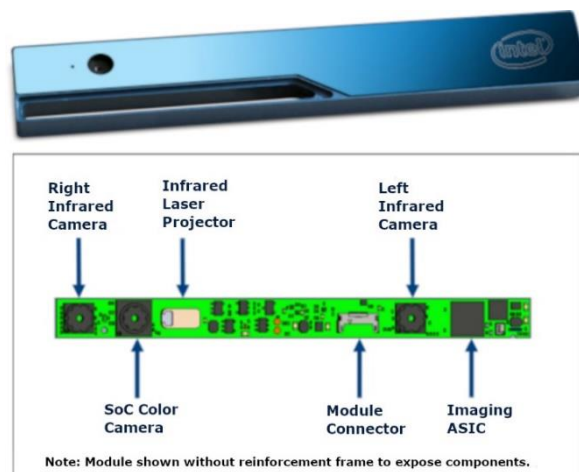 intel
Right
Infrared
Camera
Infrared
Laser
Projector
Left
Infrared
Camera
SoC Color
Camera
Module
Connector
Imaging
ASIC
Note: Module shown without reinforcement frame to expose components.